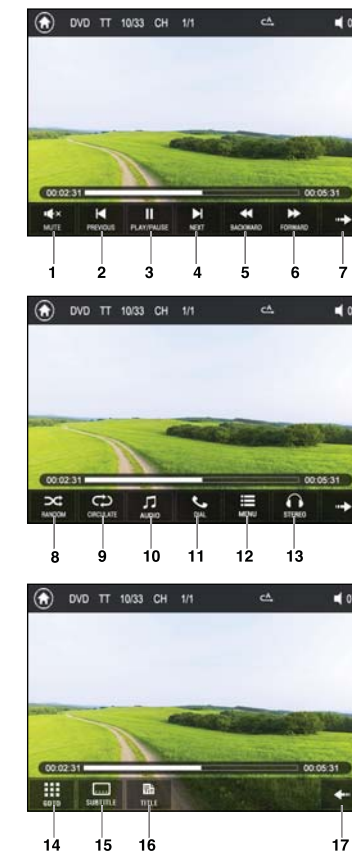 DVD TT 10/33 CH 1/1 0
00:02:31 00:05:31
MUTE PREVIOUS PLAY/PAUSE NEXT BACKWARD FORWARD
1 2 3 4 5 6 7
DVD TT 10/33 CH 1/1 0
00:02:31 00:05:31
RANDOM CIRCULATE AUDIO DIAL MENU STEREO
8 9 10 11 12 13
DVD TT 10/33 CH 1/1 0
00:02:31 00:05:31
GOTO SUBTITLE TITLE
14 15 16 17